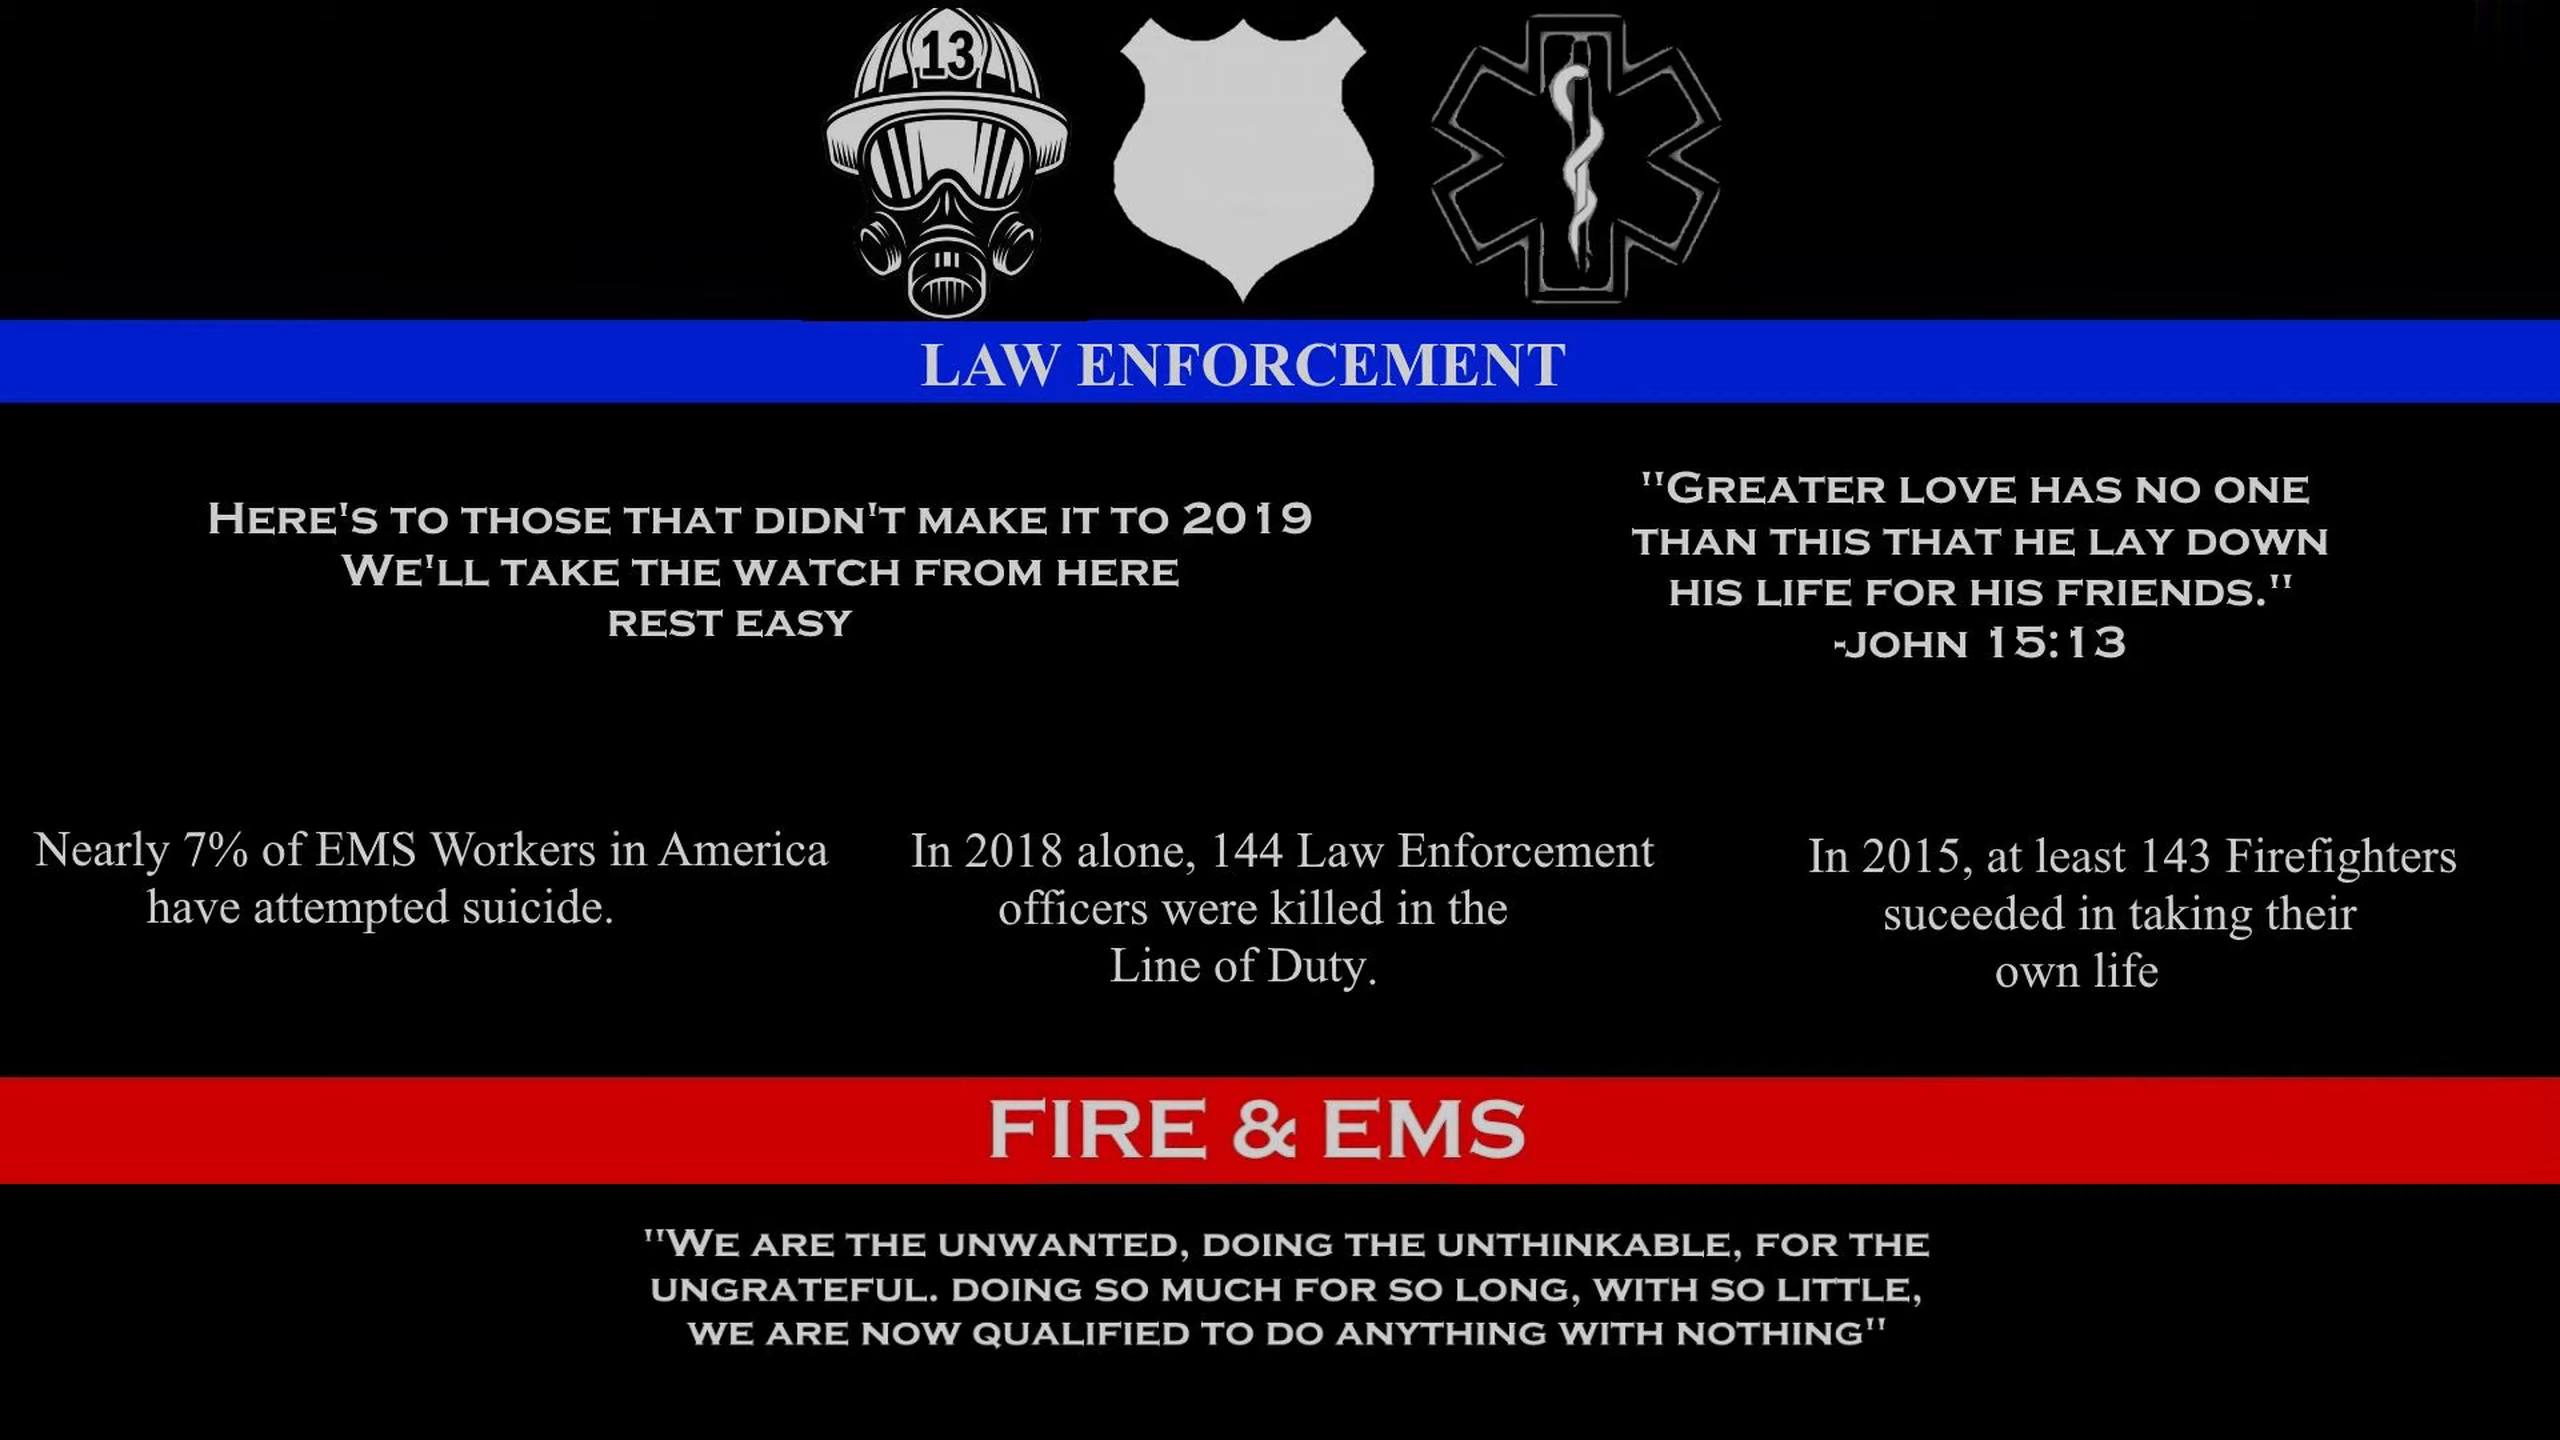 13
LAW ENFORCEMENT
HERE'S TO THOSE THAT DIDN'T MAKE IT TO 2019
WE'LL TAKE THE WATCH FROM HERE
REST EASY
"GREATER LOVE HAS NO ONE
THAN THIS THAT HE LAY DOWN
HIS LIFE FOR HIS FRIENDS."
-JOHN 15:13
Nearly 7% of EMS Workers in America
have attempted suicide.
In 2018 alone, 144 Law Enforcement
officers were killed in the
Line of Duty.
In 2015, at least 143 Firefighters
suceeded in taking their
own life
FIRE & EMS
"WE ARE THE UNWANTED, DOING THE UNTHINKABLE, FOR THE
UNGRATEFUL. DOING SO MUCH FOR SO LONG, WITH SO LITTLE,
WE ARE NOW QUALIFIED TO DO ANYTHING WITH NOTHING"